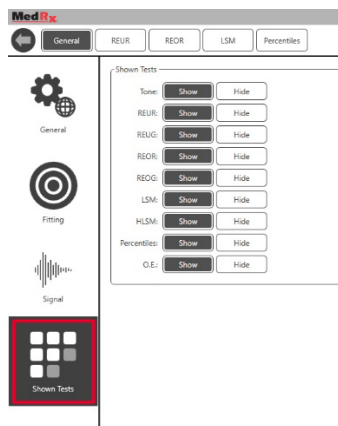 MedRx
General REUR REOR LSM Percentiles
Shown Tests
Tone: Show Hide
REUR: Show Hide
REUG: Show Hide
REOR: Show Hide
REOG: Show Hide
LSM: Show Hide
HLSM: Show Hide
Percentiles: Show Hide
O.E.: Show Hide
General
Fitting
Signal
Shown Tests